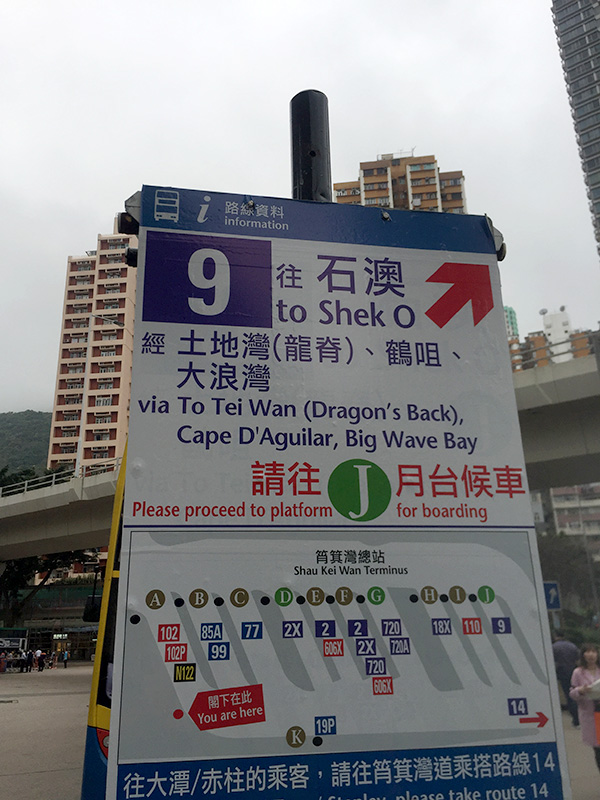 i 路線資料
information
9 往 石澳
to Shek O
經 土地灣(龍脊)、鶴咀、
大浪灣
via To Tei Wan (Dragon's Back),
Cape D'Aguilar, Big Wave Bay
請往 J 月台候車
Please proceed to platform for boarding
筲箕灣總站
Shau Kei Wan Terminus
A B C D E F G H I J
102 85A 77 2X 2 2 720 18X 110 9
102P 99 606X 2X 720A
N122 720
606X
閣下在此
You are here
14
K 19P
往大潭/赤柱的乘客，請往筲箕灣道乘搭路線14
/ Stanley, please take route 14